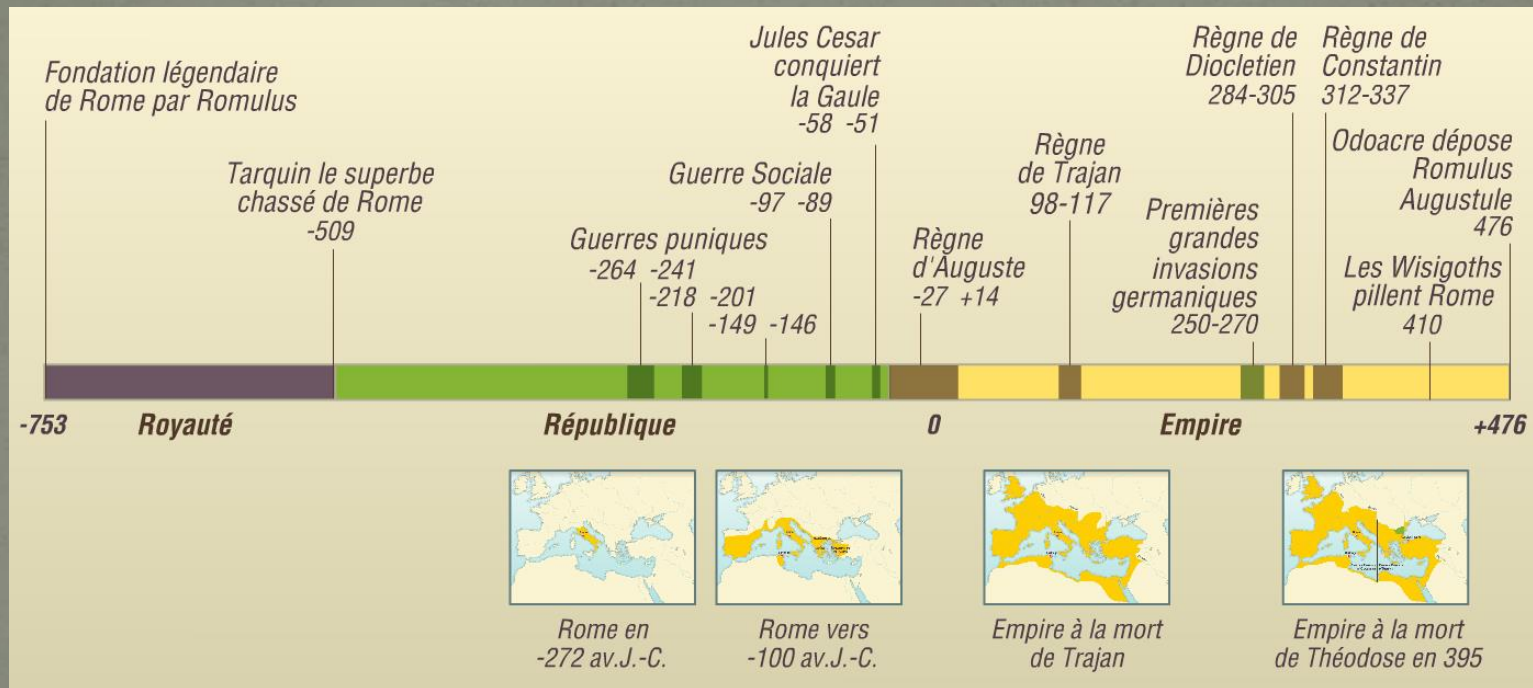 Fondation légendaire
de Rome par Romulus
Tarquin le superbe
chassé de Rome
-509
Guerres puniques
-264 -241
-218 -201
-149 -146
Guerre Sociale
-97 -89
Jules Cesar
conquiert
la Gaule
-58 -51
Règne
d'Auguste
-27 +14
Règne
de Trajan
98-117
Premières
grandes
invasions
germaniques
250-270
Règne de
Diocletien
284-305
Règne de
Constantin
312-337
Odoacre dépose
Romulus
Augustule
476
Les Wisigoths
pillent Rome
410
-753 Royauté République 0 Empire +476
Rome en
-272 av.J.-C.
Rome vers
-100 av.J.-C.
Empire à la mort
de Trajan
Empire à la mort
de Théodose en 395